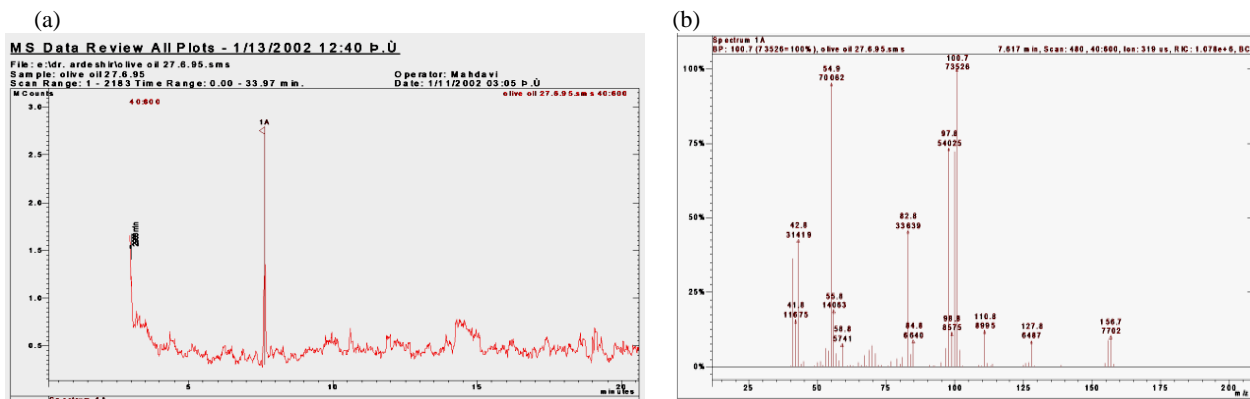 (a)
MS Data Review All Plots - 1/13/2002 12:40 Þ.Ù
File: e:\dr. ardeshir\olive oil 27.6.95.sms
Sample: olive oil 27.6.95 Operator: Mahdavi
Scan Range: 1 - 2183 Time Range: 0.00 - 33.97 min. Date: 1/11/2002 03:05 Þ.Ù
MCounts 40:600 olive oil 27.6.95.sms 40:600
3.0
1A
2.5
2.0
1.5
1.0
0.5
5 10 15 20
minutes
Spectrum 1A
(b)
Spectrum 1A
BP: 100.7 (73526=100%), olive oil 27.6.95.sms 7.617 min, Scan: 480, 40:600, Ion: 319 us, RIC: 1.078e+6, BC
100%
100.7
73526
54.9
70062
75%
97.8
54025
50%
82.8
33639
42.8
31419
25%
55.8
14063
41.8
11675
58.8
5741
84.8
6640
98.8
8575
110.8
8995
127.8
6487
156.7
7702
0%
25 50 75 100 125 150 175 200
m/z